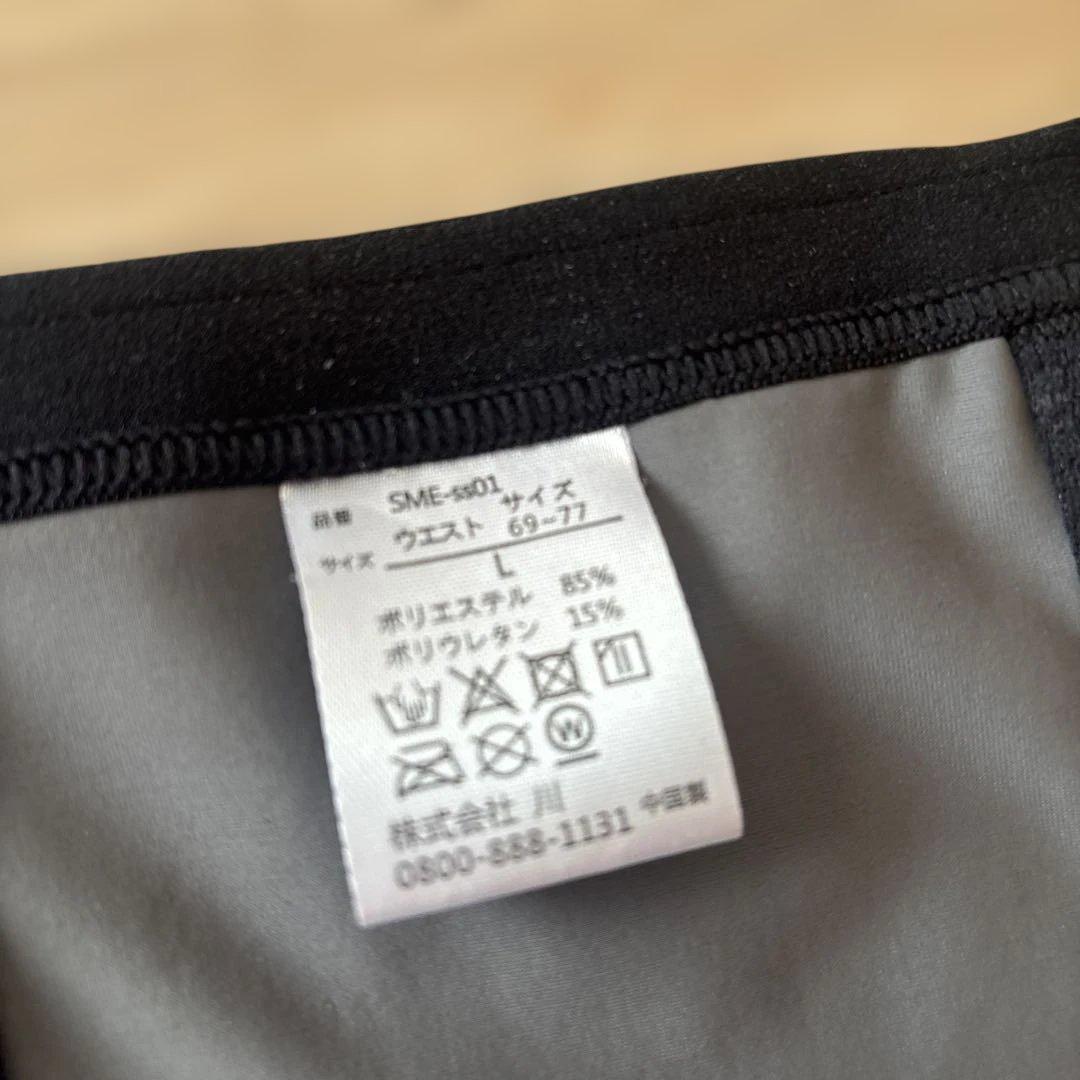 品番 SME-ss01
サイズ
ウエスト 69~77
サイズ L
ポリエステル 85%
ポリウレタン 15%
W
株式会社 川
0800-888-1131 中国製